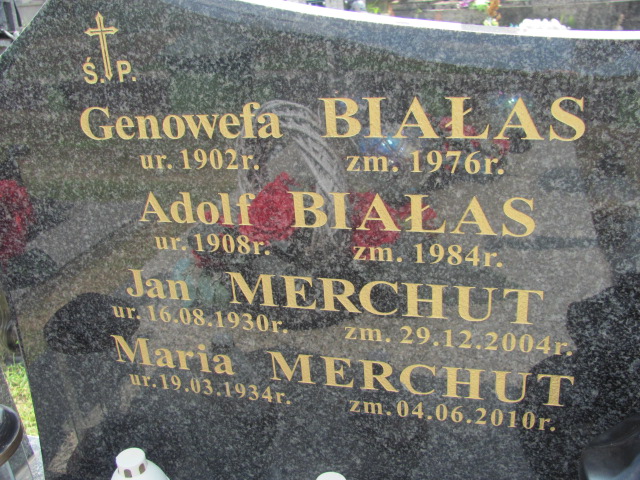 Ś.P.
Genowefa BIAŁAS
ur. 1902r. zm. 1976r.
Adolf BIAŁAS
ur. 1908r. zm. 1984r.
Jan MERCHUT
ur. 16.08.1930r. zm. 29.12.2004r.
Maria MERCHUT
ur. 19.03.1934r. zm. 04.06.2010r.